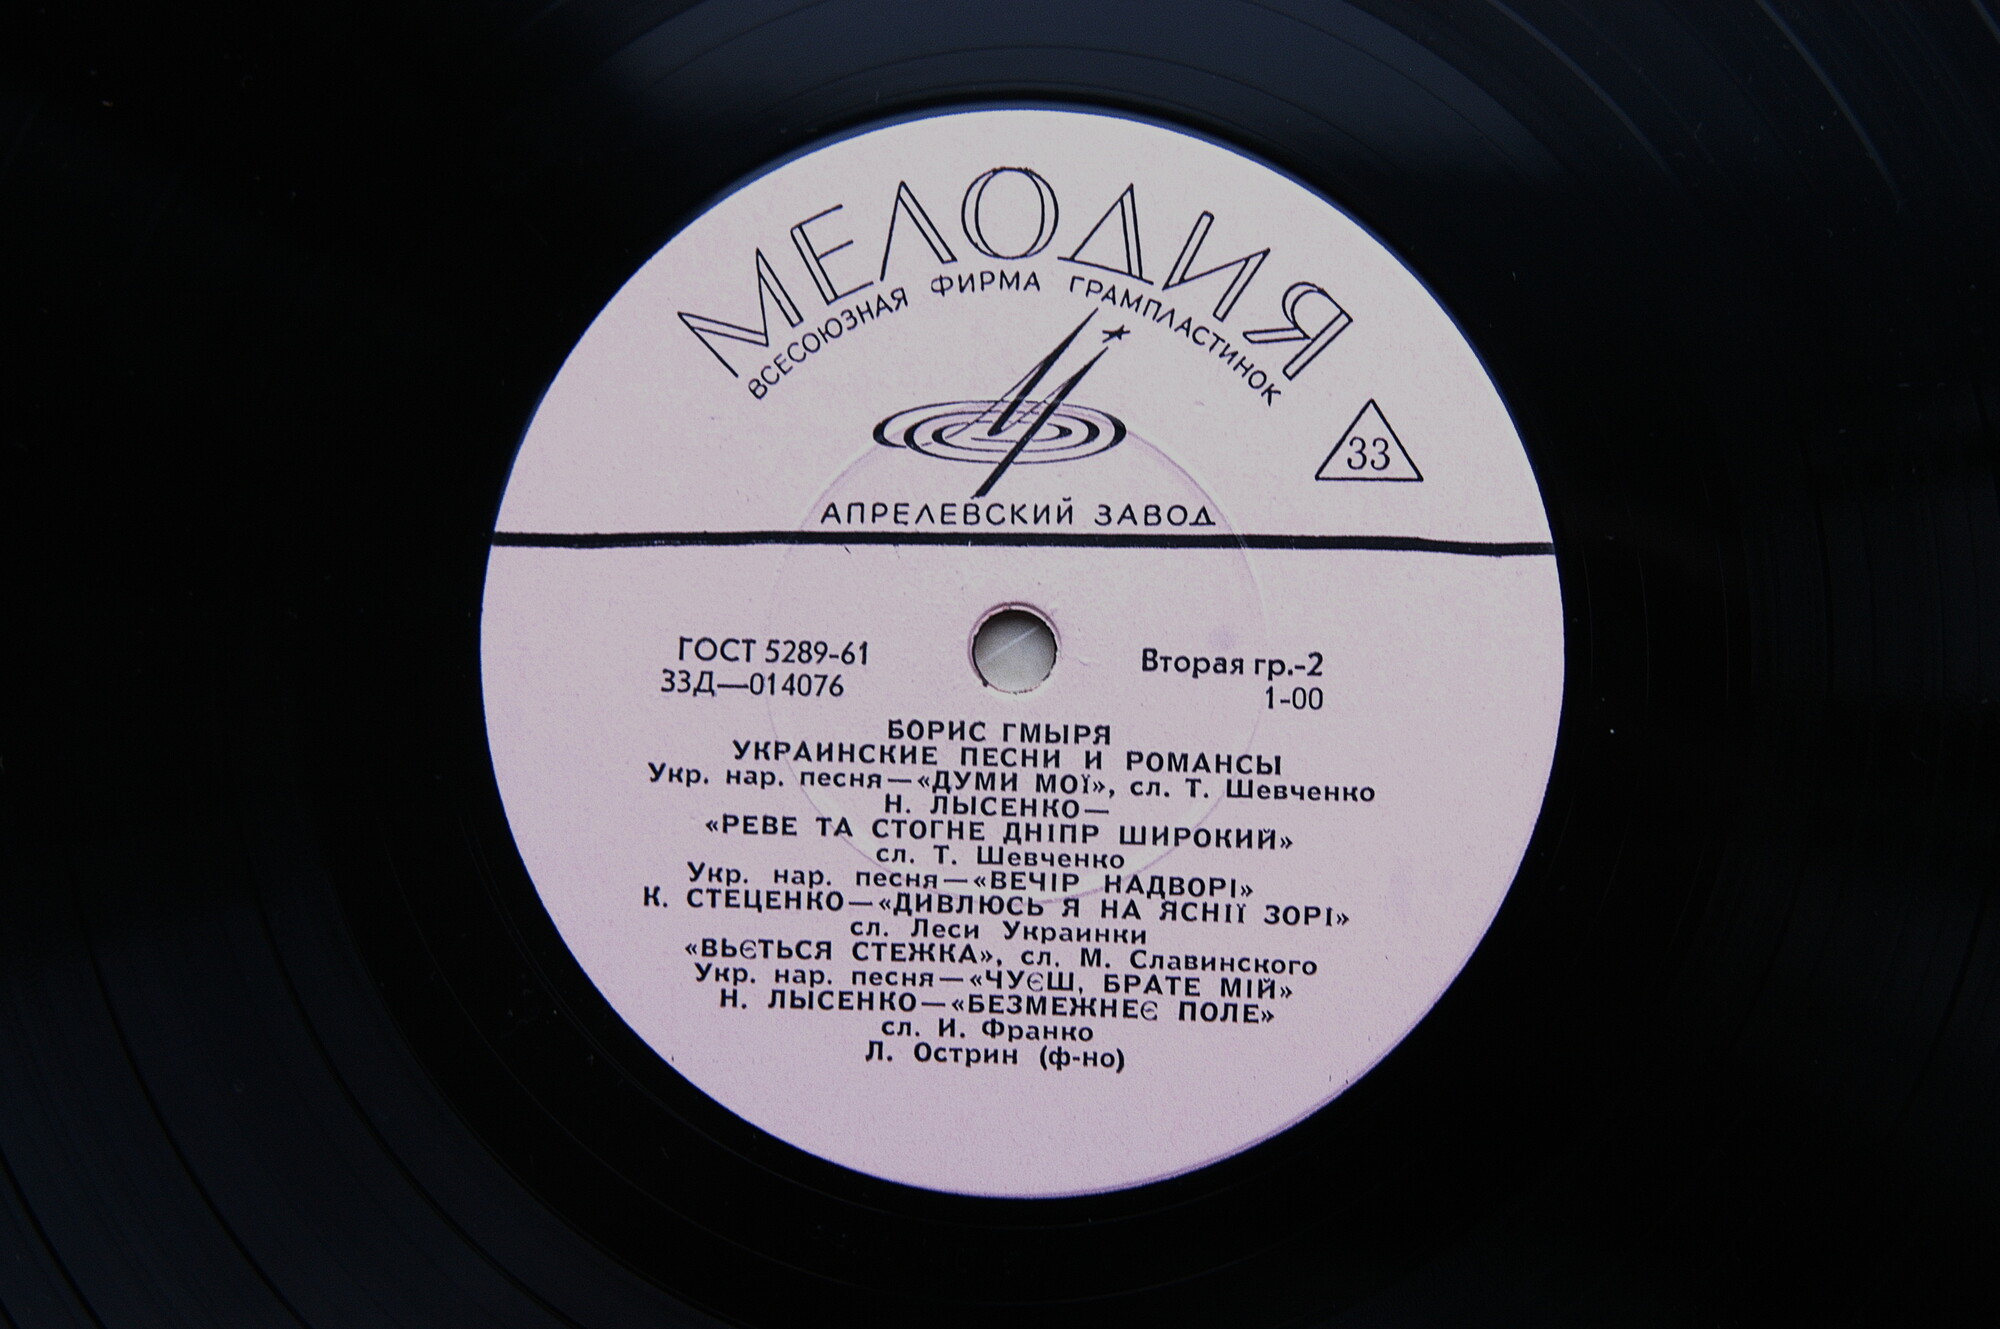 МЕЛОДИЯ
ВСЕСОЮЗНАЯ ФИРМА ГРАМПЛАСТИНОК
33
АПРЕЛЕВСКИЙ ЗАВОД
ГОСТ 5289-61
33Д—014076
Вторая гр.-2
1-00
БОРИС ГМЫРЯ
УКРАИНСКИЕ ПЕСНИ И РОМАНСЫ
Укр. нар. песня—«ДУМИ МОЇ», сл. Т. Шевченко
Н. ЛЫСЕНКО—
«РЕВЕ ТА СТОГНЕ ДНІПР ШИРОКИЙ»
сл. Т. Шевченко
Укр. нар. песня—«ВЕЧІР НАДВОРІ»
К. СТЕЦЕНКО—«ДИВЛЮСЬ Я НА ЯСНІЇ ЗОРІ»
сл. Леси Украинки
«ВЬЄТЬСЯ СТЕЖКА», сл. М. Славинского
Укр. нар. песня—«ЧУЄШ, БРАТЕ МІЙ»
Н. ЛЫСЕНКО—«БЕЗМЕЖНЕЄ ПОЛЕ»
сл. И. Франко
Л. Острин (ф-но)